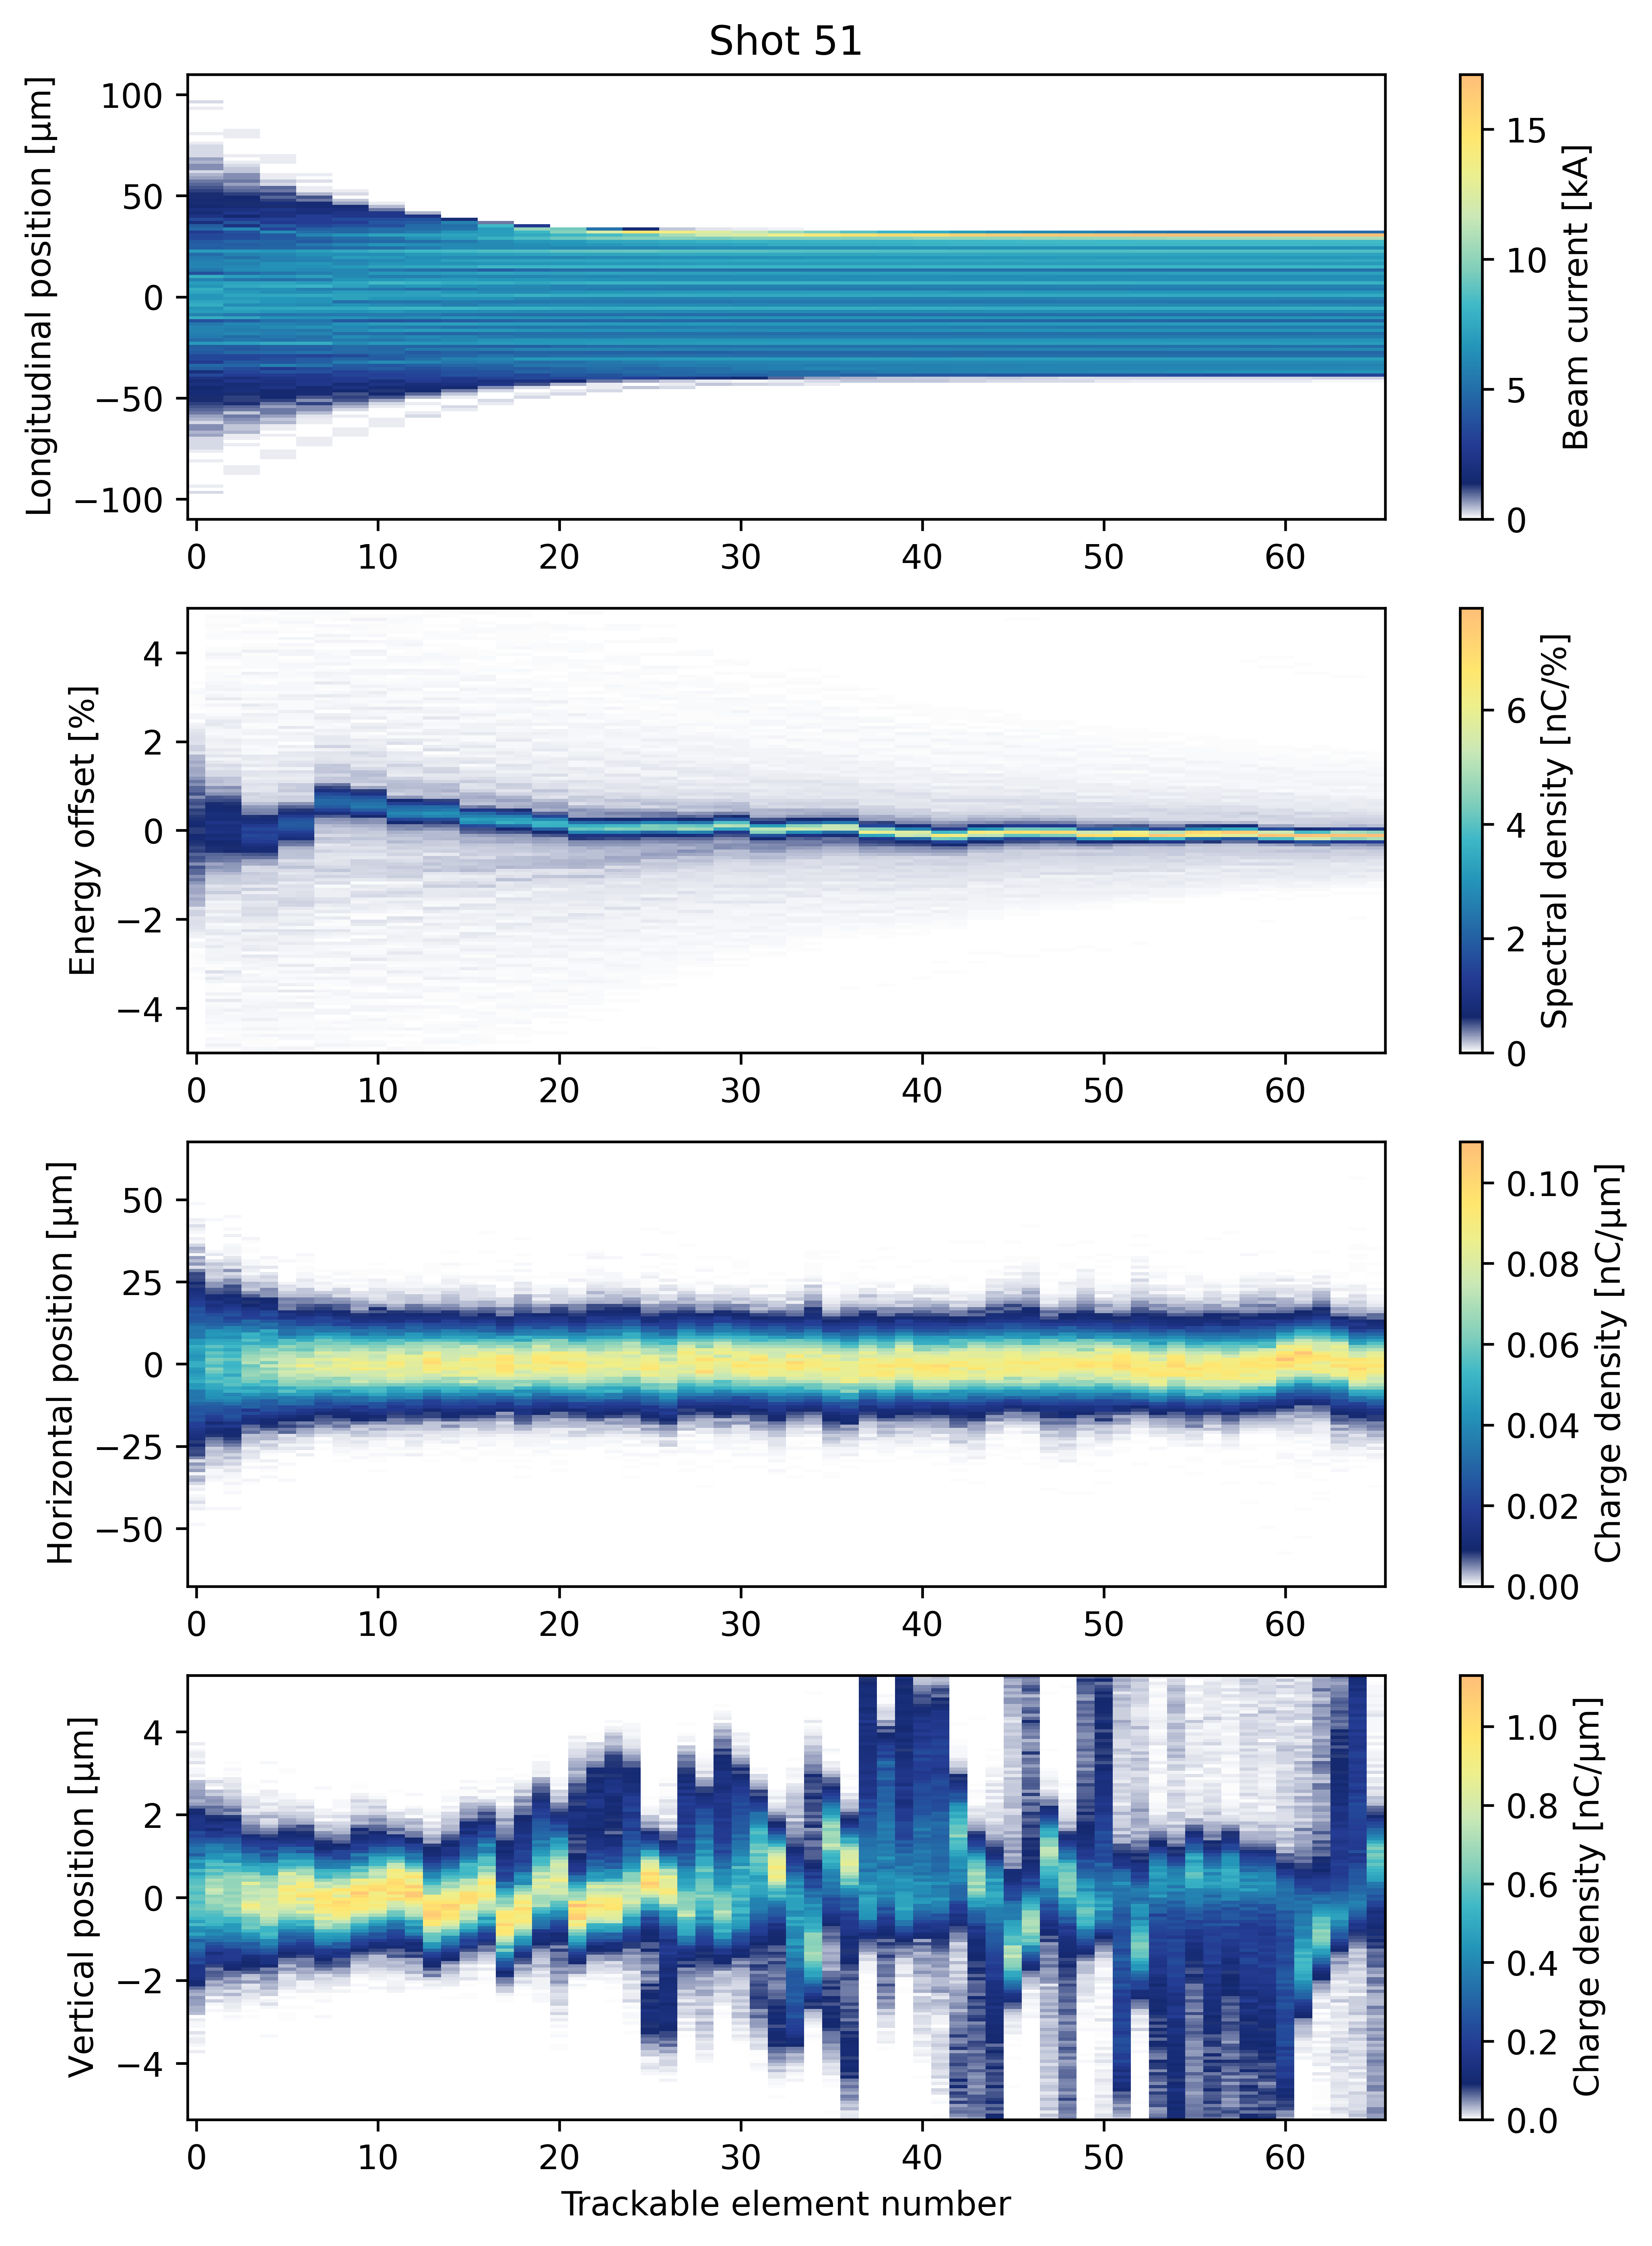 Shot 51
Longitudinal position [μm]
100
50
0
−50
−100
0 10 20 30 40 50 60
15
10
5
0
Beam current [kA]
Energy offset [%]
4
2
0
−2
−4
0 10 20 30 40 50 60
6
4
2
0
Spectral density [nC/%]
Horizontal position [μm]
50
25
0
−25
−50
0 10 20 30 40 50 60
0.10
0.08
0.06
0.04
0.02
0.00
Charge density [nC/μm]
Vertical position [μm]
4
2
0
−2
−4
0 10 20 30 40 50 60
Trackable element number
1.0
0.8
0.6
0.4
0.2
0.0
Charge density [nC/μm]